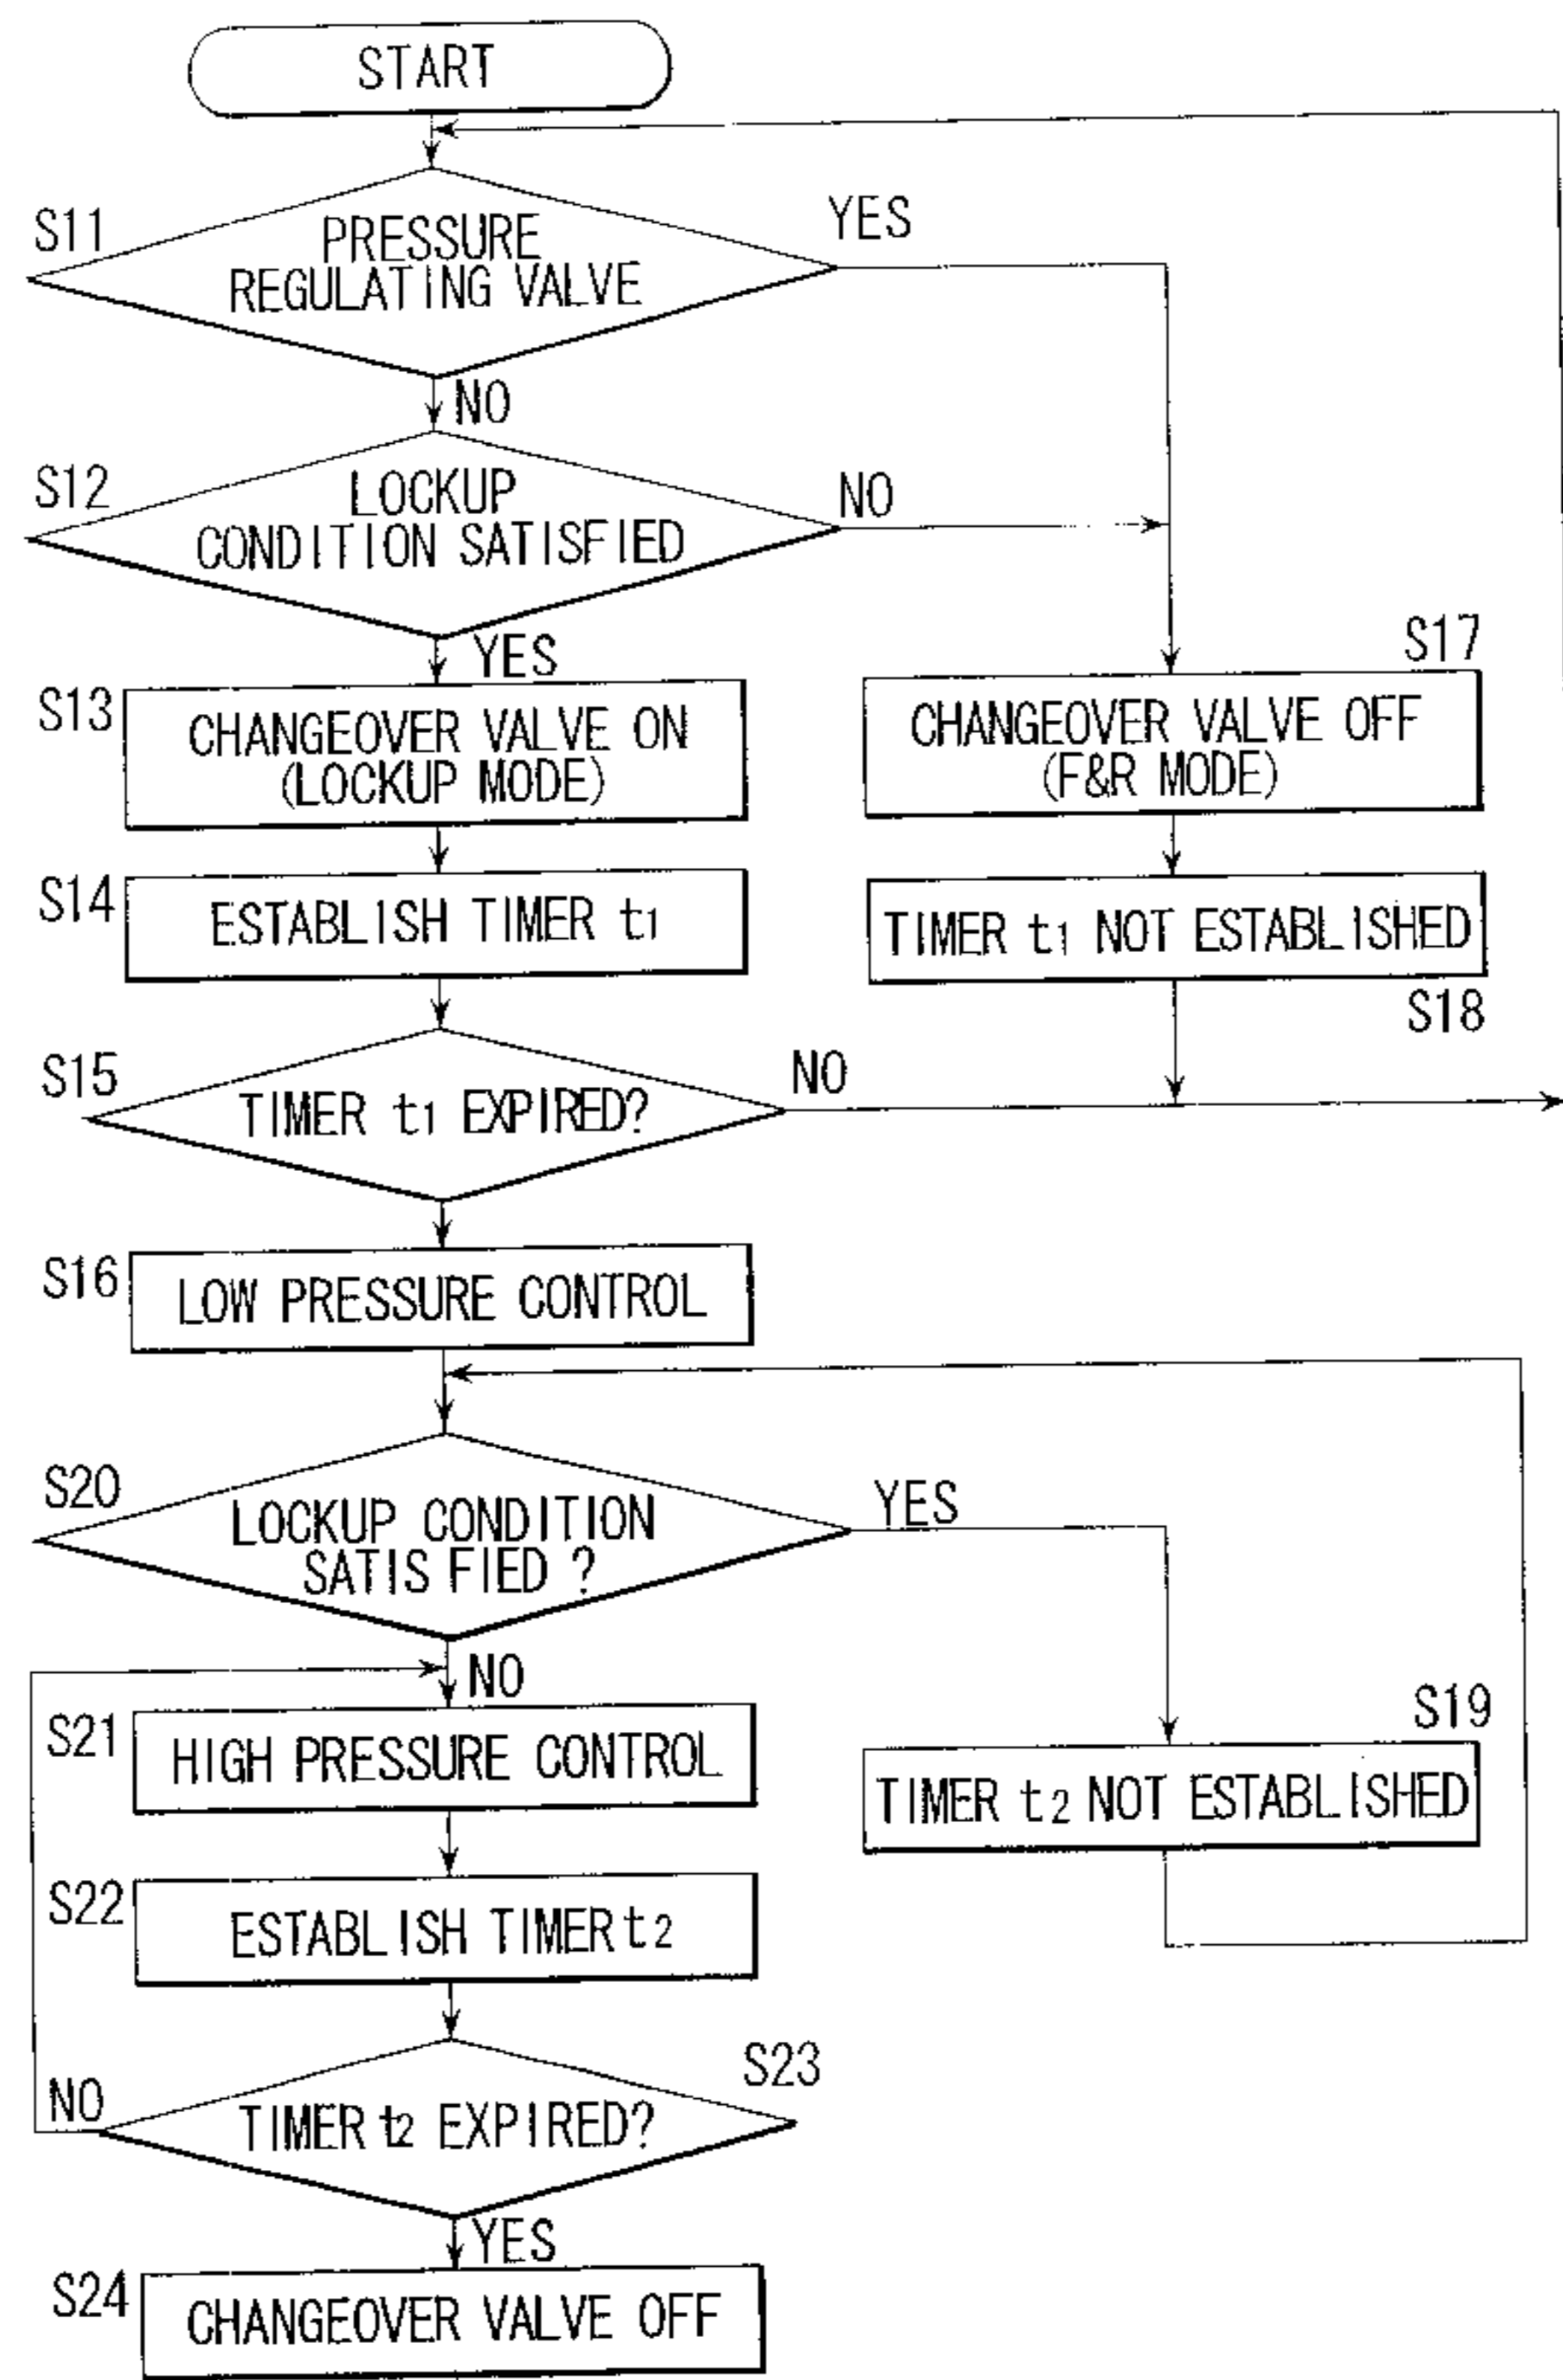 START
S11
PRESSURE
REGULATING VALVE
YES
NO
S12
LOCKUP
CONDITION SATISFIED
NO
YES
S13
CHANGEOVER VALVE ON
(LOCKUP MODE)
S17
CHANGEOVER VALVE OFF
(F&R MODE)
S14
ESTABLISH TIMER t1
TIMER t1 NOT ESTABLISHED
S18
S15
TIMER t1 EXPIRED?
NO
S16
LOW PRESSURE CONTROL
S20
LOCKUP CONDITION
SATISFIED ?
YES
NO
S21
HIGH PRESSURE CONTROL
S19
TIMER t2 NOT ESTABLISHED
S22
ESTABLISH TIMER t2
S23
NO
TIMER t2 EXPIRED?
YES
S24
CHANGEOVER VALVE OFF